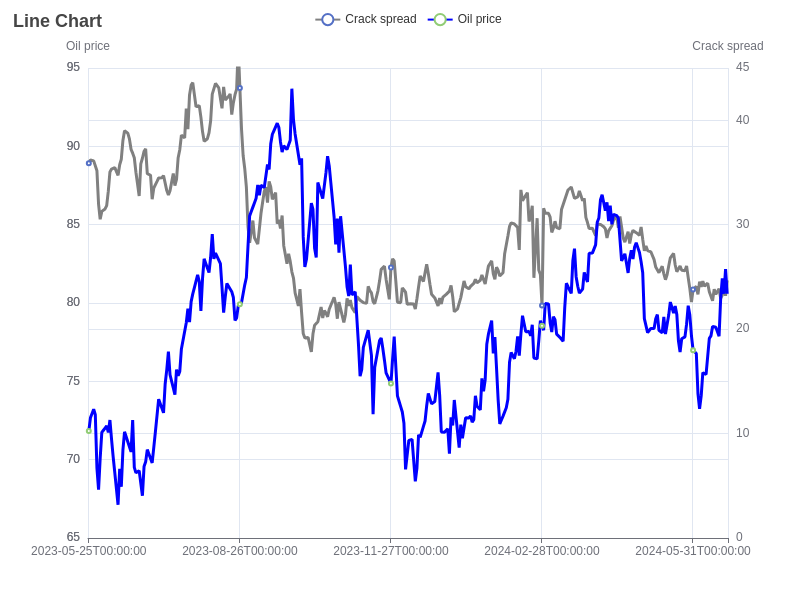 Line Chart
Crack spread
Oil price
Oil price
Crack spread
95
90
85
80
75
70
65
45
40
30
20
10
0
2023-05-25T00:00:00
2023-08-26T00:00:00
2023-11-27T00:00:00
2024-02-28T00:00:00
2024-05-31T00:00:00